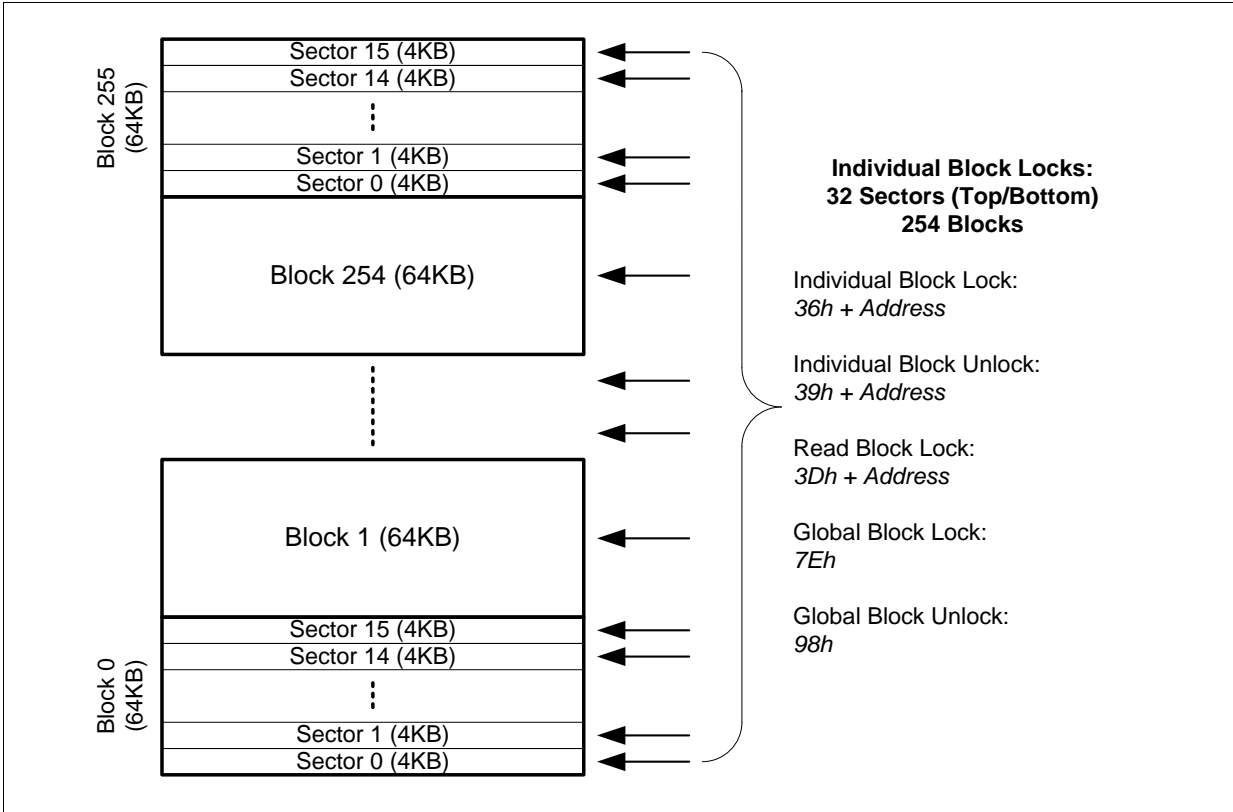 Block 255
(64KB)
Sector 15 (4KB)
Sector 14 (4KB)
Sector 1 (4KB)
Sector 0 (4KB)
Block 254 (64KB)
Block 1 (64KB)
Block 0
(64KB)
Sector 15 (4KB)
Sector 14 (4KB)
Sector 1 (4KB)
Sector 0 (4KB)
Individual Block Locks:
32 Sectors (Top/Bottom)
254 Blocks
Individual Block Lock:
36h + Address
Individual Block Unlock:
39h + Address
Read Block Lock:
3Dh + Address
Global Block Lock:
7Eh
Global Block Unlock:
98h